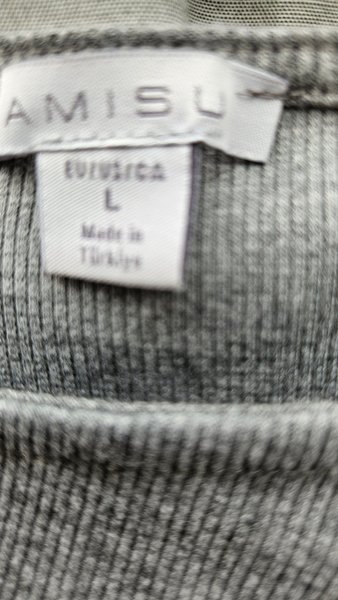 AMISU
EU/US/CA
L
Made in
Türkiye